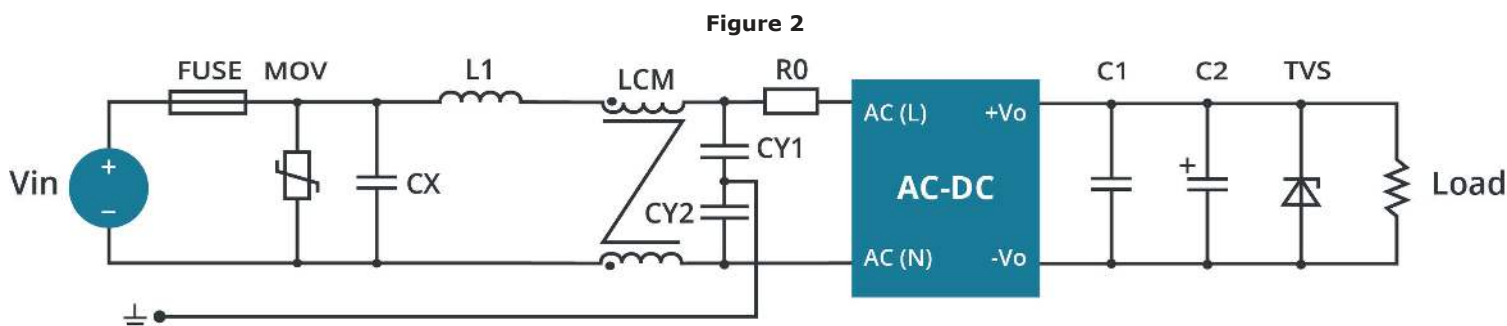 Figure 2
FUSE MOV L1 LCM R0 C1 C2 TVS
AC (L) +Vo
CY1
Vin + − CX AC-DC + Load
CY2
AC (N) -Vo